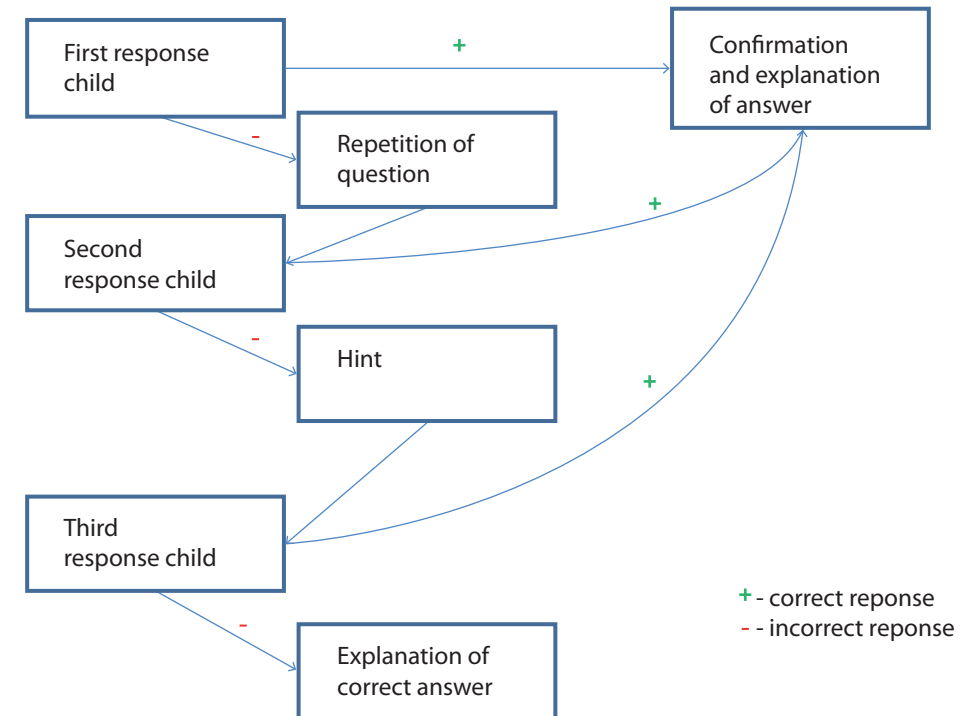 First response
child
+
Confirmation
and explanation
of answer
-
Repetition of
question
+
Second
response child
-
Hint
+
Third
response child
-
Explanation of
correct answer
+ - correct reponse
- - incorrect reponse